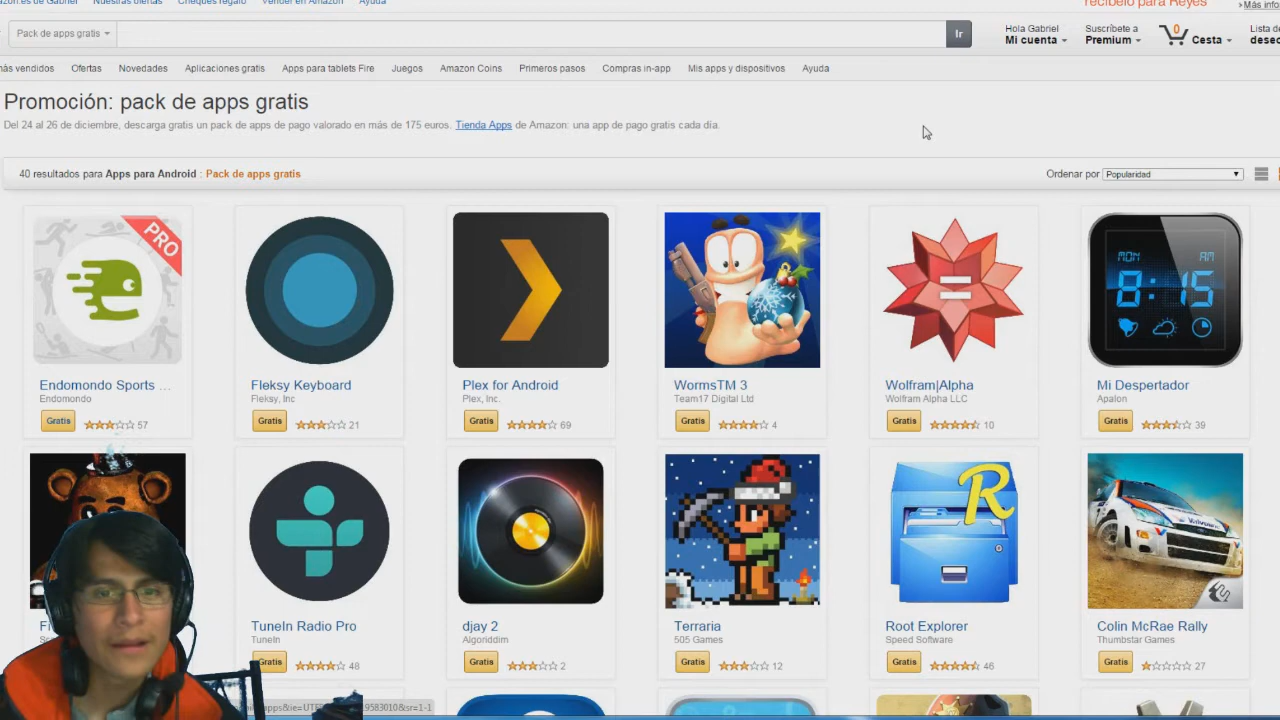 azon.es de Gabriel Nuestras ofertas Cheques regalo Vender en Amazon Ayuda
recíbelo para Reyes
Más info
Pack de apps gratis
Ir
Hola Gabriel
Mi cuenta
Suscríbete a
Premium
0
Cesta
Lista de
dese
más vendidos Ofertas Novedades Aplicaciones gratis Apps para tablets Fire Juegos Amazon Coins Primeros pasos Compras in-app Mis apps y dispositivos Ayuda
Promoción: pack de apps gratis
Del 24 al 26 de diciembre, descarga gratis un pack de apps de pago valorado en más de 175 euros. Tienda Apps de Amazon: una app de pago gratis cada día.
40 resultados para Apps para Android : Pack de apps gratis
Ordenar por Popularidad
PRO
MON AM
8:15
Endomondo Sports ...
Endomondo
Gratis 57
Fleksy Keyboard
Fleksy, Inc
Gratis 21
Plex for Android
Plex, Inc.
Gratis 69
WormsTM 3
Team17 Digital Ltd
Gratis 4
Wolfram|Alpha
Wolfram Alpha LLC
Gratis 10
Mi Despertador
Apalon
Gratis 39
R
TuneIn Radio Pro
TuneIn
Gratis 48
djay 2
Algoriddim
Gratis 2
Terraria
505 Games
Gratis 12
Root Explorer
Speed Software
Gratis 46
Colin McRae Rally
Thumbstar Games
Gratis 27